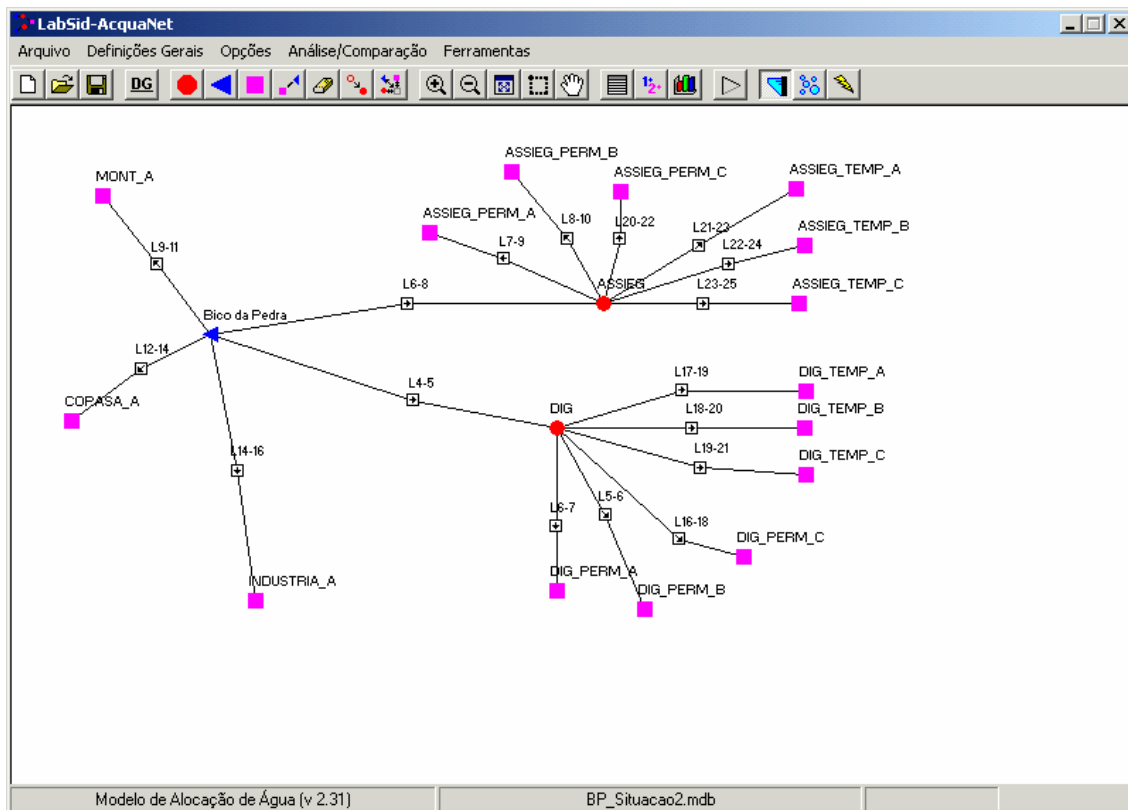 LabSid-AcquaNet
Arquivo Definições Gerais Opções Análise/Comparação Ferramentas
DG
1 2+
ASSIEG_PERM_B
ASSIEG_PERM_C
ASSIEG_TEMP_A
MONT_A
ASSIEG_PERM_A
L8-10
L20-22
L21-23
ASSIEG_TEMP_B
L7-9
L22-24
L9-11
L6-8
ASSIEG
L23-25
ASSIEG_TEMP_C
Bico da Pedra
L12-14
L17-19
DIG_TEMP_A
COPASA_A
L4-5
DIG
L18-20
DIG_TEMP_B
L14-16
L19-21
DIG_TEMP_C
L6-7
L5-6
L16-18
DIG_PERM_C
INDUSTRIA_A
DIG_PERM_A
DIG_PERM_B
Modelo de Alocação de Água (v 2.31) BP_Situacao2.mdb